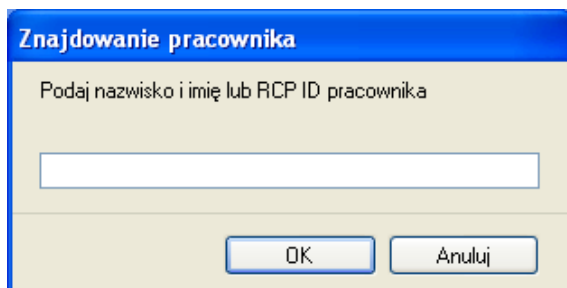 Znajdowanie pracownika
Podaj nazwisko i imię lub RCP ID pracownika
OK Anuluj